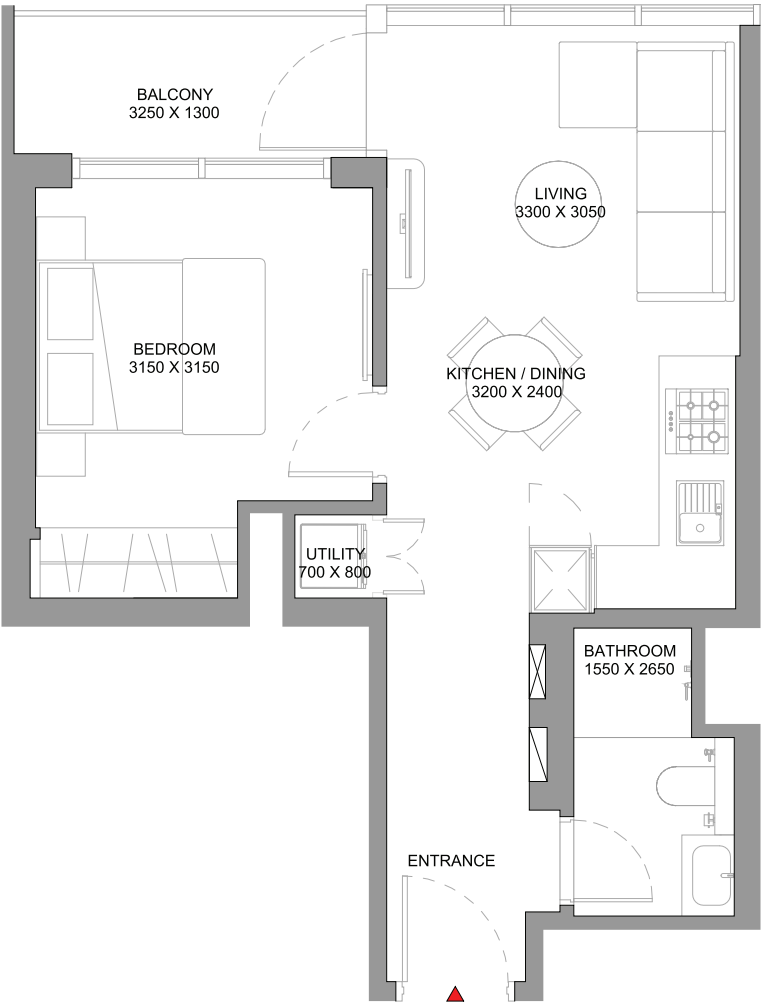 BALCONY
3250 X 1300
LIVING
3300 X 3050
BEDROOM
3150 X 3150
KITCHEN / DINING
3200 X 2400
UTILITY
700 X 800
BATHROOM
1550 X 2650
ENTRANCE